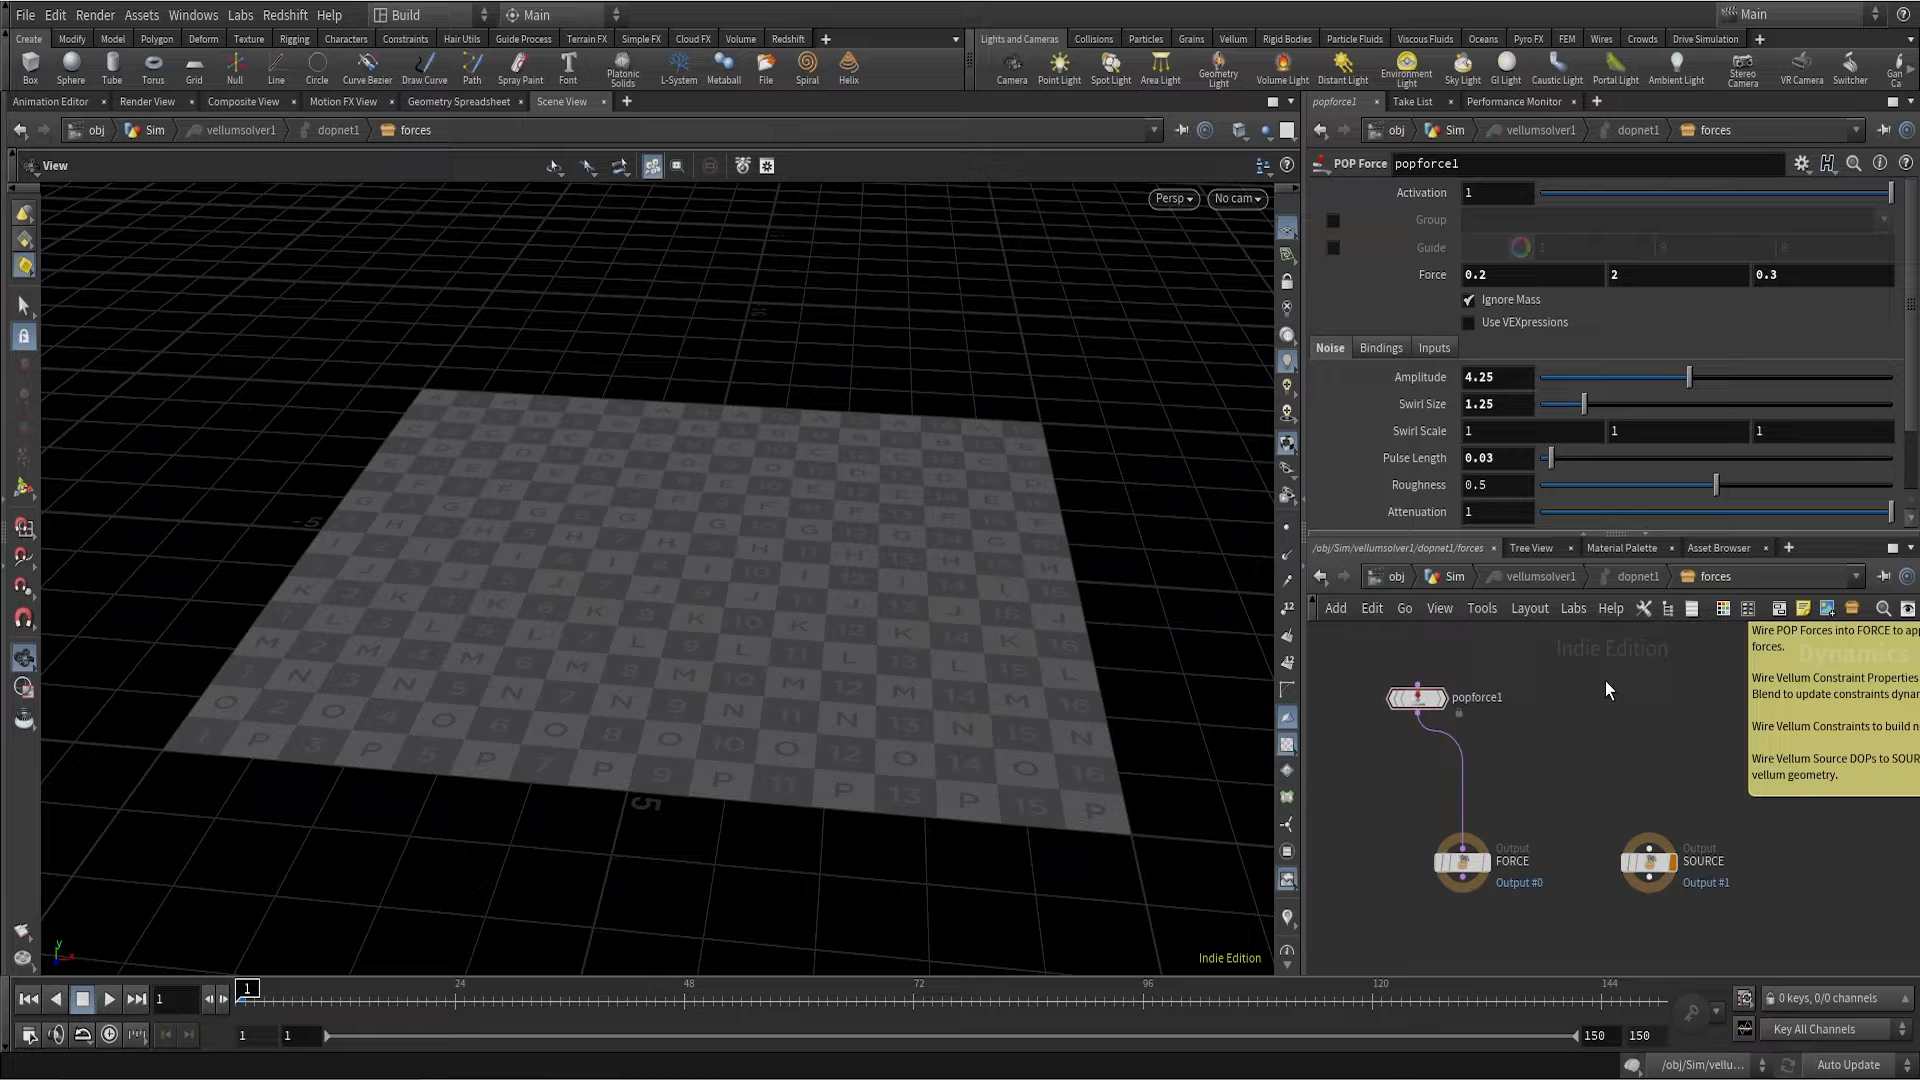 File Edit Render Assets Windows Labs Redshift Help Build Main Main
Create Modify Model Polygon Deform Texture Rigging Characters Constraints Hair Utils Guide Process Terrain FX Simple FX Cloud FX Volume Redshift
Lights and Cameras Collisions Particles Grains Vellum Rigid Bodies Particle Fluids Viscous Fluids Oceans Pyro FX FEM Wires Crowds Drive Simulation
Box Sphere Tube Torus Grid Null Line Circle Curve Bezier Draw Curve Path Spray Paint Font Platonic Solids L-System Metaball File Spiral Helix
Camera Point Light Spot Light Area Light Geometry Light Volume Light Distant Light Environment Light Sky Light GI Light Caustic Light Portal Light Ambient Light Stereo Camera VR Camera Switcher
Animation Editor Render View Composite View Motion FX View Geometry Spreadsheet Scene View
popforce1 Take List Performance Monitor
obj Sim vellumsolver1 dopnet1 forces
obj Sim vellumsolver1 dopnet1 forces
View
POP Force popforce1
Persp No cam
Activation 1
Group
Guide
Force 0.2 2 0.3
Ignore Mass
Use VEXpressions
Noise Bindings Inputs
Amplitude 4.25
Swirl Size 1.25
Swirl Scale 1 1 1
Pulse Length 0.03
Roughness 0.5
Attenuation 1
/obj/Sim/vellumsolver1/dopnet1/forces Tree View Material Palette Asset Browser
obj Sim vellumsolver1 dopnet1 forces
Add Edit Go View Tools Layout Labs Help
Indie Edition
Dynamics
Wire POP Forces into FORCE to
forces.
Wire Vellum Constraint Properties
Blend to update constraints
Wire Vellum Constraints to build
Wire Vellum Source DOPs to
vellum geometry.
popforce1
Output
FORCE
Output #0
Output
SOURCE
Output #1
5
Indie Edition
1 1 24 48 72 96 120 144
0 keys, 0/0 channels
1 1 150 150
Key All Channels
/obj/Sim/vellu... Auto Update